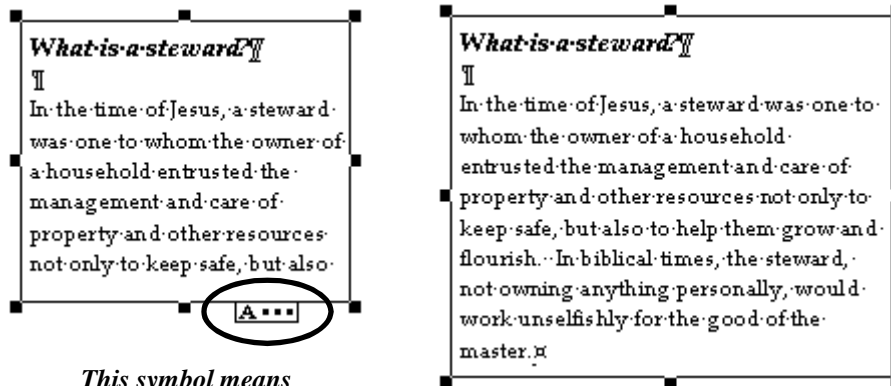 What·is·a·steward?¶
¶
In·the·time·of·Jesus,·a·steward·
was·one·to·whom·the·owner·of·
a·household·entrusted·the·
management·and·care·of·
property·and·other·resources·
not·only·to·keep·safe,·but·also·
A ▪▪▪
This symbol means
What·is·a·steward?¶
¶
In·the·time·of·Jesus,·a·steward·was·one·to·
whom·the·owner·of·a·household·
entrusted·the·management·and·care·of·
property·and·other·resources·not·only·to·
keep·safe,·but·also·to·help·them·grow·and·
flourish.··In·biblical·times,·the·steward,·
not·owning·anything·personally,·would·
work·unselfishly·for·the·good·of·the·
master.¤